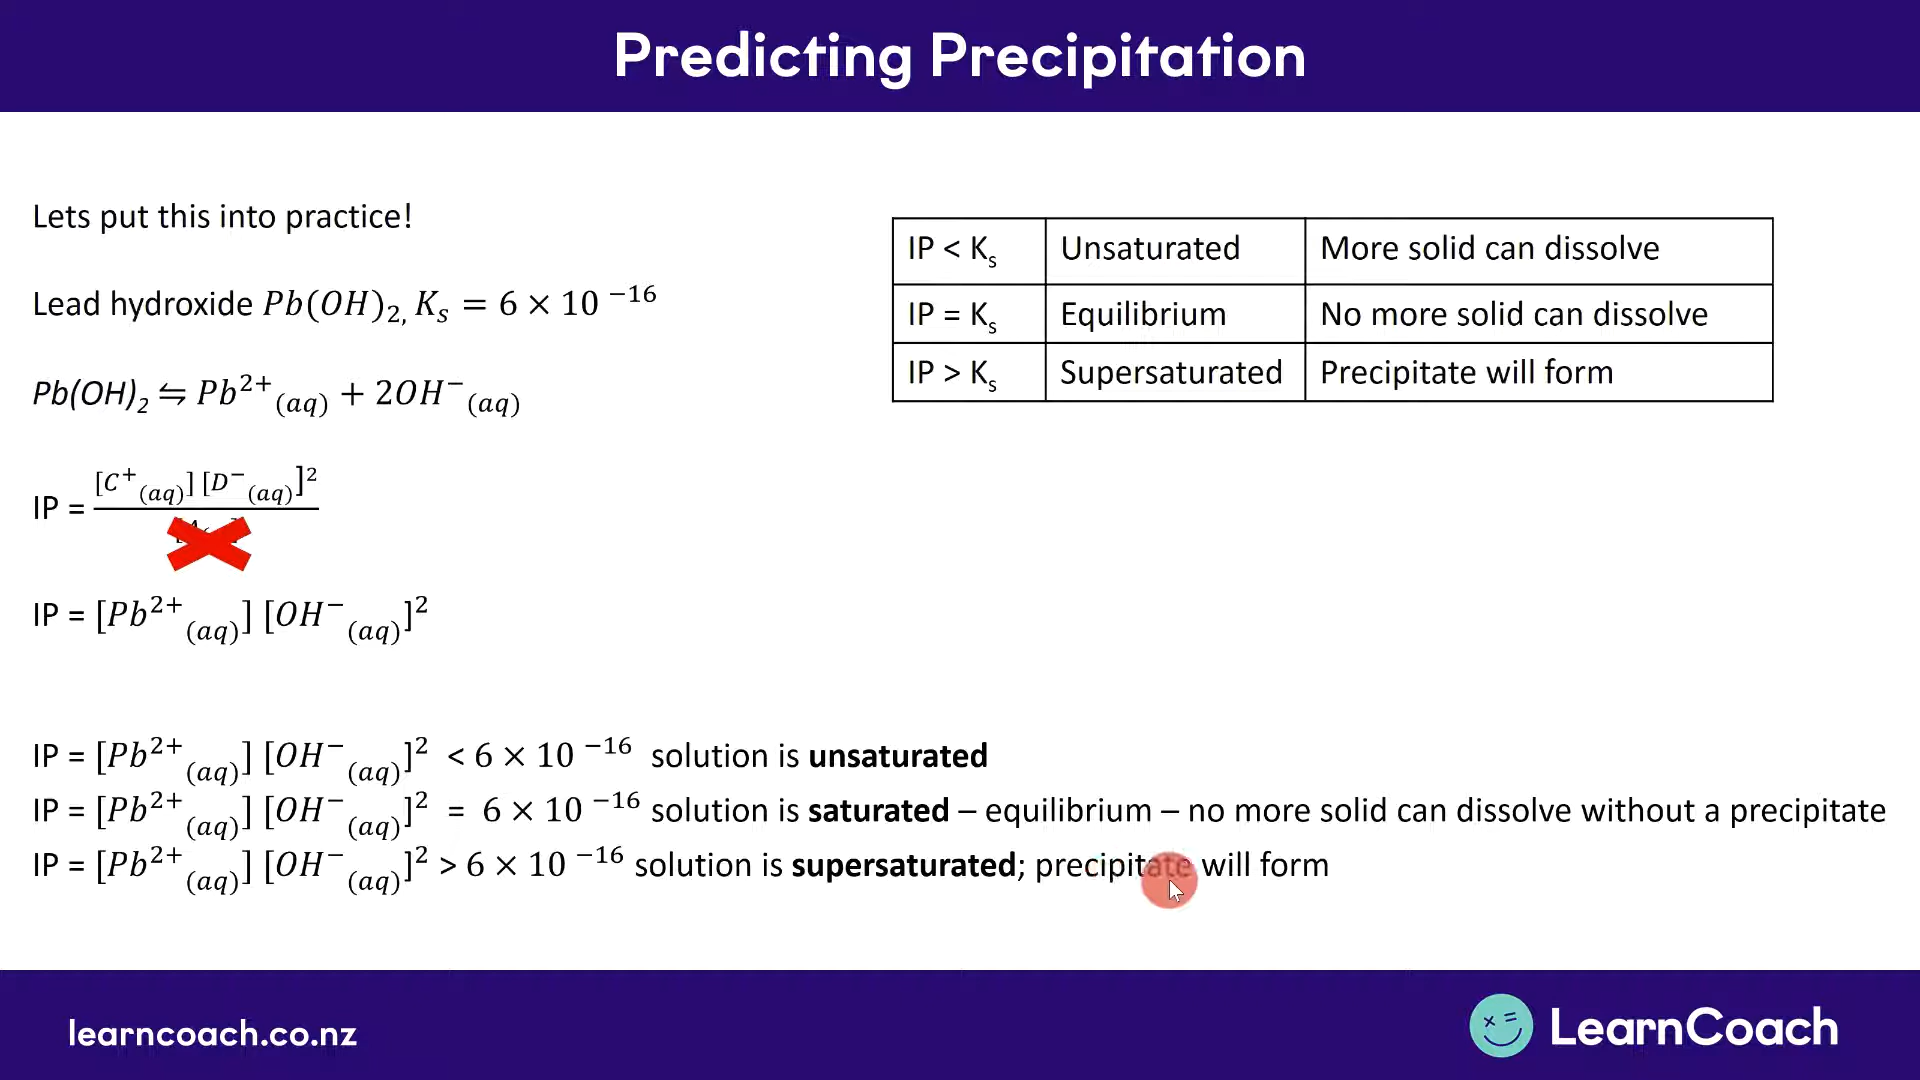 Predicting Precipitation
Lets put this into practice!
Lead hydroxide Pb(OH)₂, Kₛ = 6 × 10 ⁻¹⁶
Pb(OH)₂ ⇋ Pb²⁺(aq) + 2OH⁻(aq)
IP = [C⁺(aq)] [D⁻(aq)]²
IP = [Pb²⁺(aq)] [OH⁻(aq)]²
IP < Kₛ Unsaturated More solid can dissolve
IP = Kₛ Equilibrium No more solid can dissolve
IP > Kₛ Supersaturated Precipitate will form
IP = [Pb²⁺(aq)] [OH⁻(aq)]² < 6 × 10 ⁻¹⁶ solution is unsaturated
IP = [Pb²⁺(aq)] [OH⁻(aq)]² = 6 × 10 ⁻¹⁶ solution is saturated – equilibrium – no more solid can dissolve without a precipitate
IP = [Pb²⁺(aq)] [OH⁻(aq)]² > 6 × 10 ⁻¹⁶ solution is supersaturated; precipitate will form
learncoach.co.nz
LearnCoach